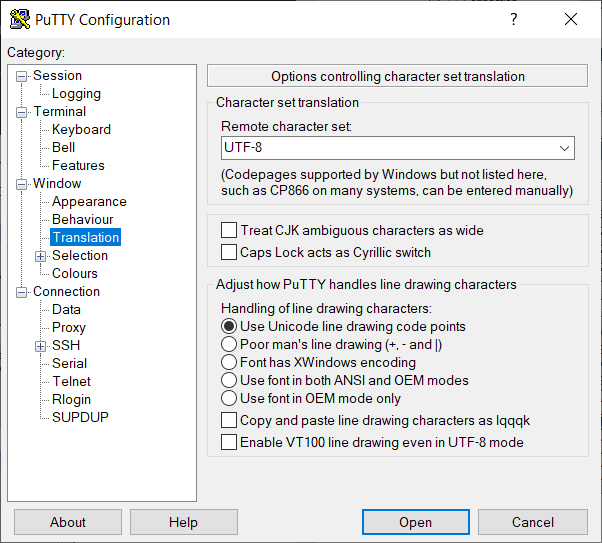 PuTTY Configuration
?
Category:
Session
Logging
Terminal
Keyboard
Bell
Features
Window
Appearance
Behaviour
Translation
Selection
Colours
Connection
Data
Proxy
SSH
Serial
Telnet
Rlogin
SUPDUP
Options controlling character set translation
Character set translation
Remote character set:
UTF-8
(Codepages supported by Windows but not listed here,
such as CP866 on many systems, can be entered manually)
Treat CJK ambiguous characters as wide
Caps Lock acts as Cyrillic switch
Adjust how PuTTY handles line drawing characters
Handling of line drawing characters:
Use Unicode line drawing code points
Poor man's line drawing (+, - and |)
Font has XWindows encoding
Use font in both ANSI and OEM modes
Use font in OEM mode only
Copy and paste line drawing characters as lqqqk
Enable VT100 line drawing even in UTF-8 mode
About
Help
Open
Cancel